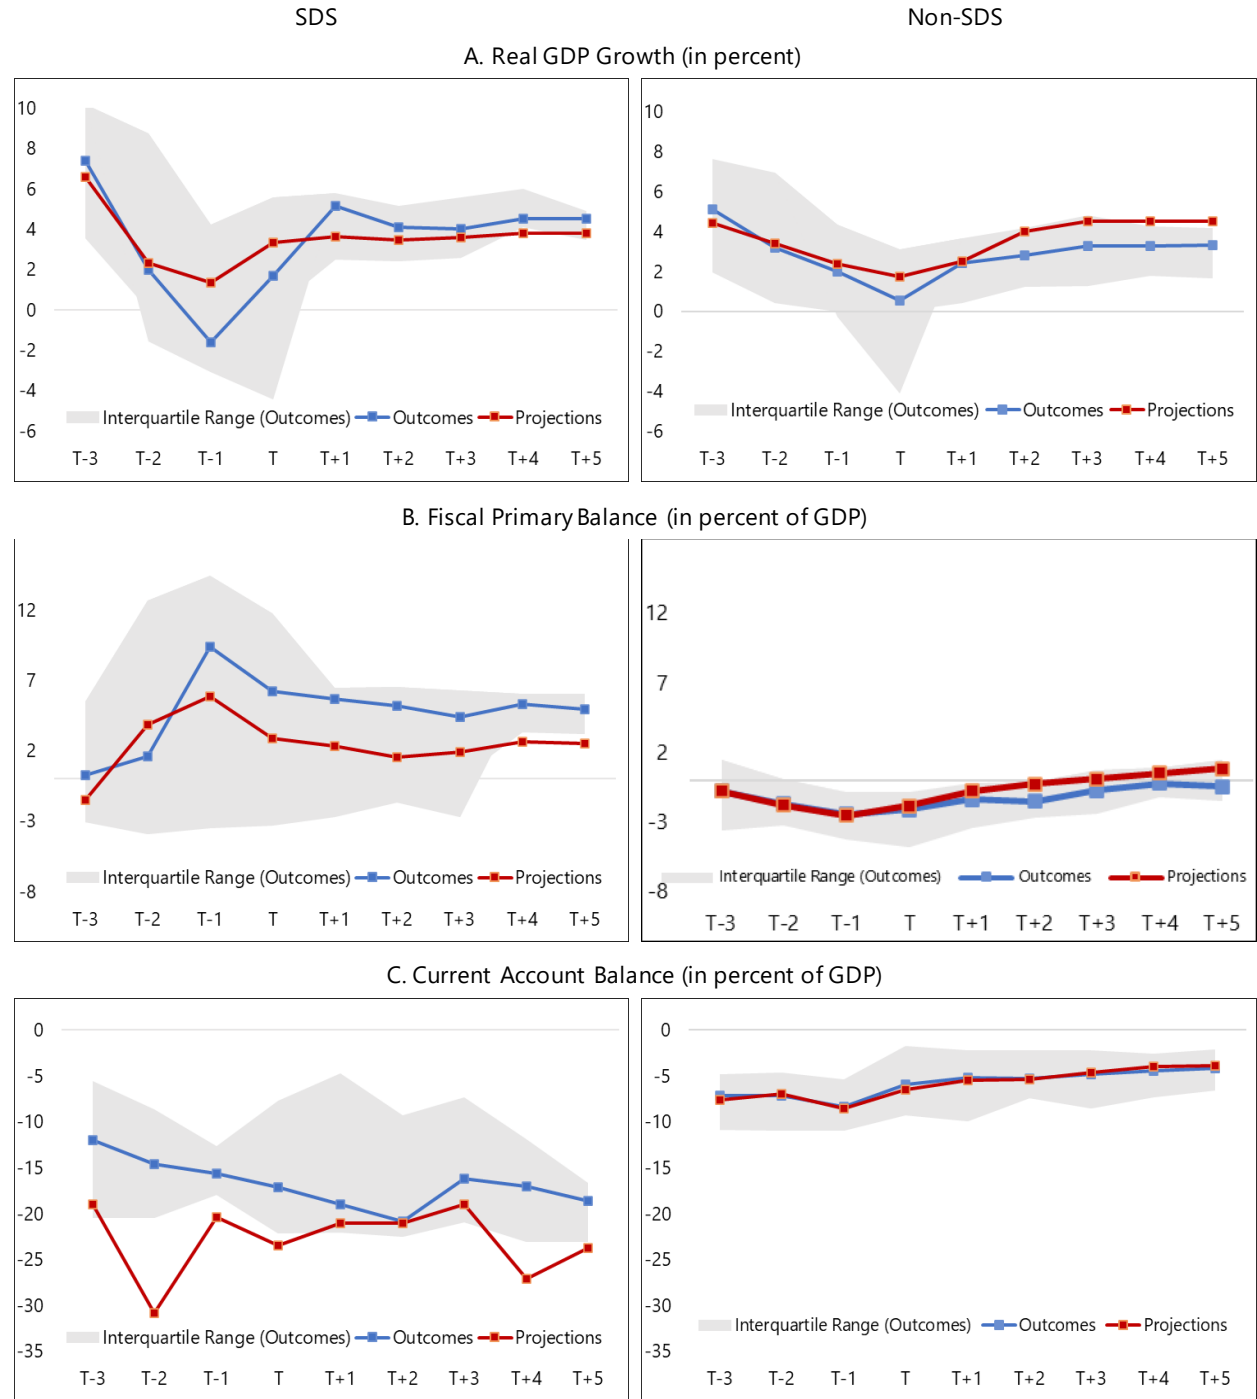 SDS
Non-SDS
A. Real GDP Growth (in percent)
10
8
6
4
2
0
-2
-4
-6
Interquartile Range (Outcomes) Outcomes Projections
T-3 T-2 T-1 T T+1 T+2 T+3 T+4 T+5
10
8
6
4
2
0
-2
-4
-6
Interquartile Range (Outcomes) Outcomes Projections
T-3 T-2 T-1 T T+1 T+2 T+3 T+4 T+5
B. Fiscal Primary Balance (in percent of GDP)
12
7
2
-3
-8
Interquartile Range (Outcomes) Outcomes Projections
T-3 T-2 T-1 T T+1 T+2 T+3 T+4 T+5
12
7
2
-3
-8
Interquartile Range (Outcomes) Outcomes Projections
T-3 T-2 T-1 T T+1 T+2 T+3 T+4 T+5
C. Current Account Balance (in percent of GDP)
0
-5
-10
-15
-20
-25
-30
-35
Interquartile Range (Outcomes) Outcomes Projections
T-3 T-2 T-1 T T+1 T+2 T+3 T+4 T+5
0
-5
-10
-15
-20
-25
-30
-35
Interquartile Range (Outcomes) Outcomes Projections
T-3 T-2 T-1 T T+1 T+2 T+3 T+4 T+5